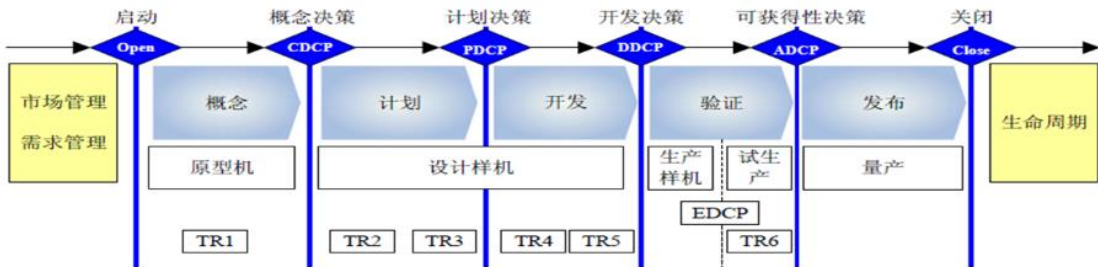 启动 概念决策 计划决策 开发决策 可获得性决策 关闭
Open CDCP PDCP DDCP ADCP Close
市场管理
需求管理
概念 计划 开发 验证 发布
生命周期
原型机 设计样机 生产样机 试生产 量产
EDCP
TR1 TR2 TR3 TR4 TR5 TR6